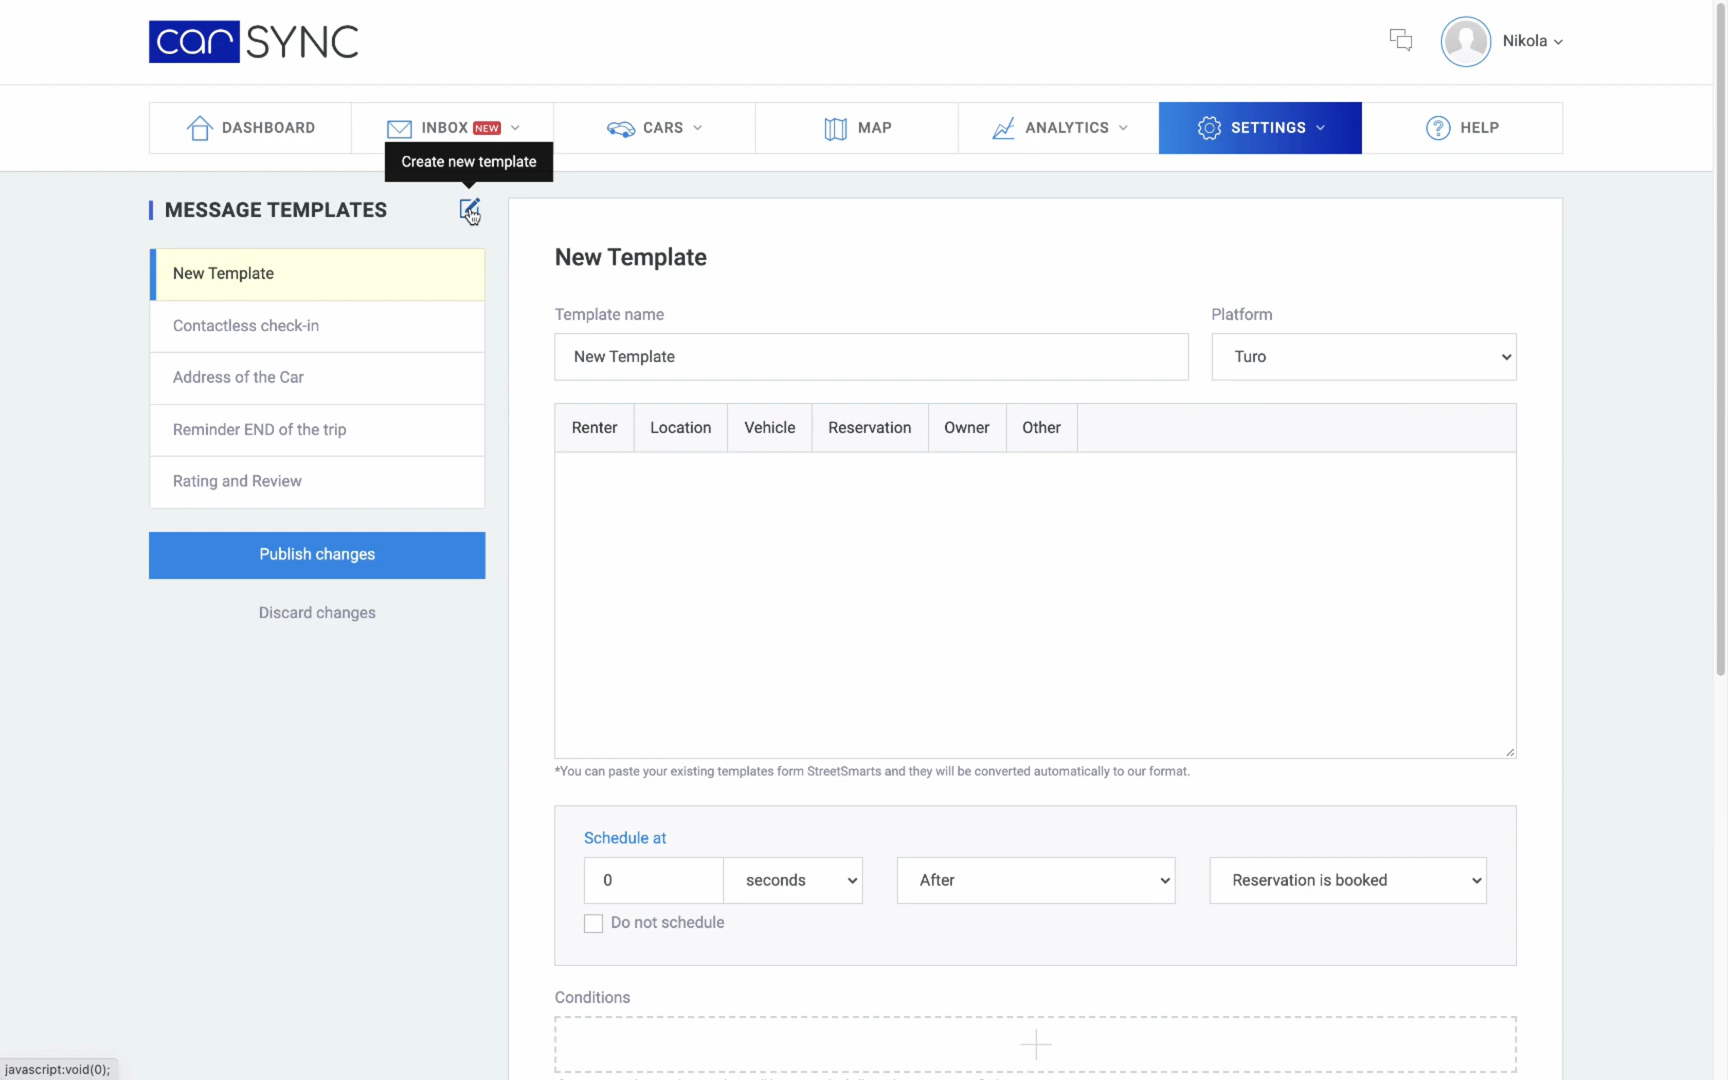 car SYNC
Nikola
DASHBOARD
INBOX NEW
CARS
MAP
ANALYTICS
SETTINGS
HELP
Create new template
MESSAGE TEMPLATES
New Template
Contactless check-in
Address of the Car
Reminder END of the trip
Rating and Review
Publish changes
Discard changes
New Template
Template name
Platform
New Template
Turo
Renter
Location
Vehicle
Reservation
Owner
Other
*You can paste your existing templates form StreetSmarts and they will be converted automatically to our format.
Schedule at
0
seconds
After
Reservation is booked
Do not schedule
Conditions
javascript:void(0);